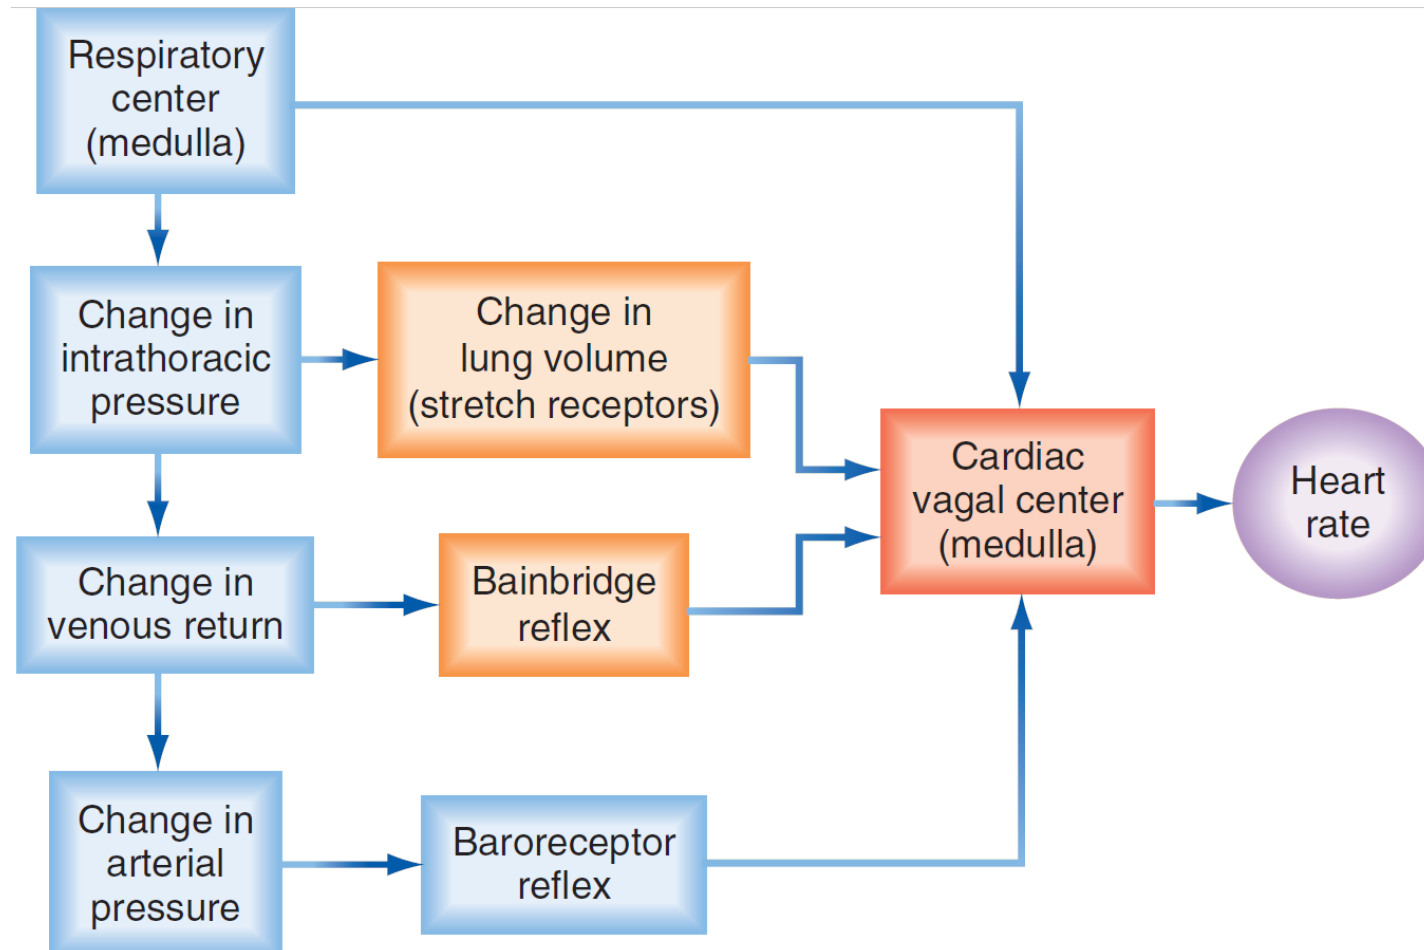 Respiratory
center
(medulla)
Change in
intrathoracic
pressure
Change in
lung volume
(stretch receptors)
Cardiac
vagal center
(medulla)
Heart
rate
Change in
venous return
Bainbridge
reflex
Change in
arterial
pressure
Baroreceptor
reflex